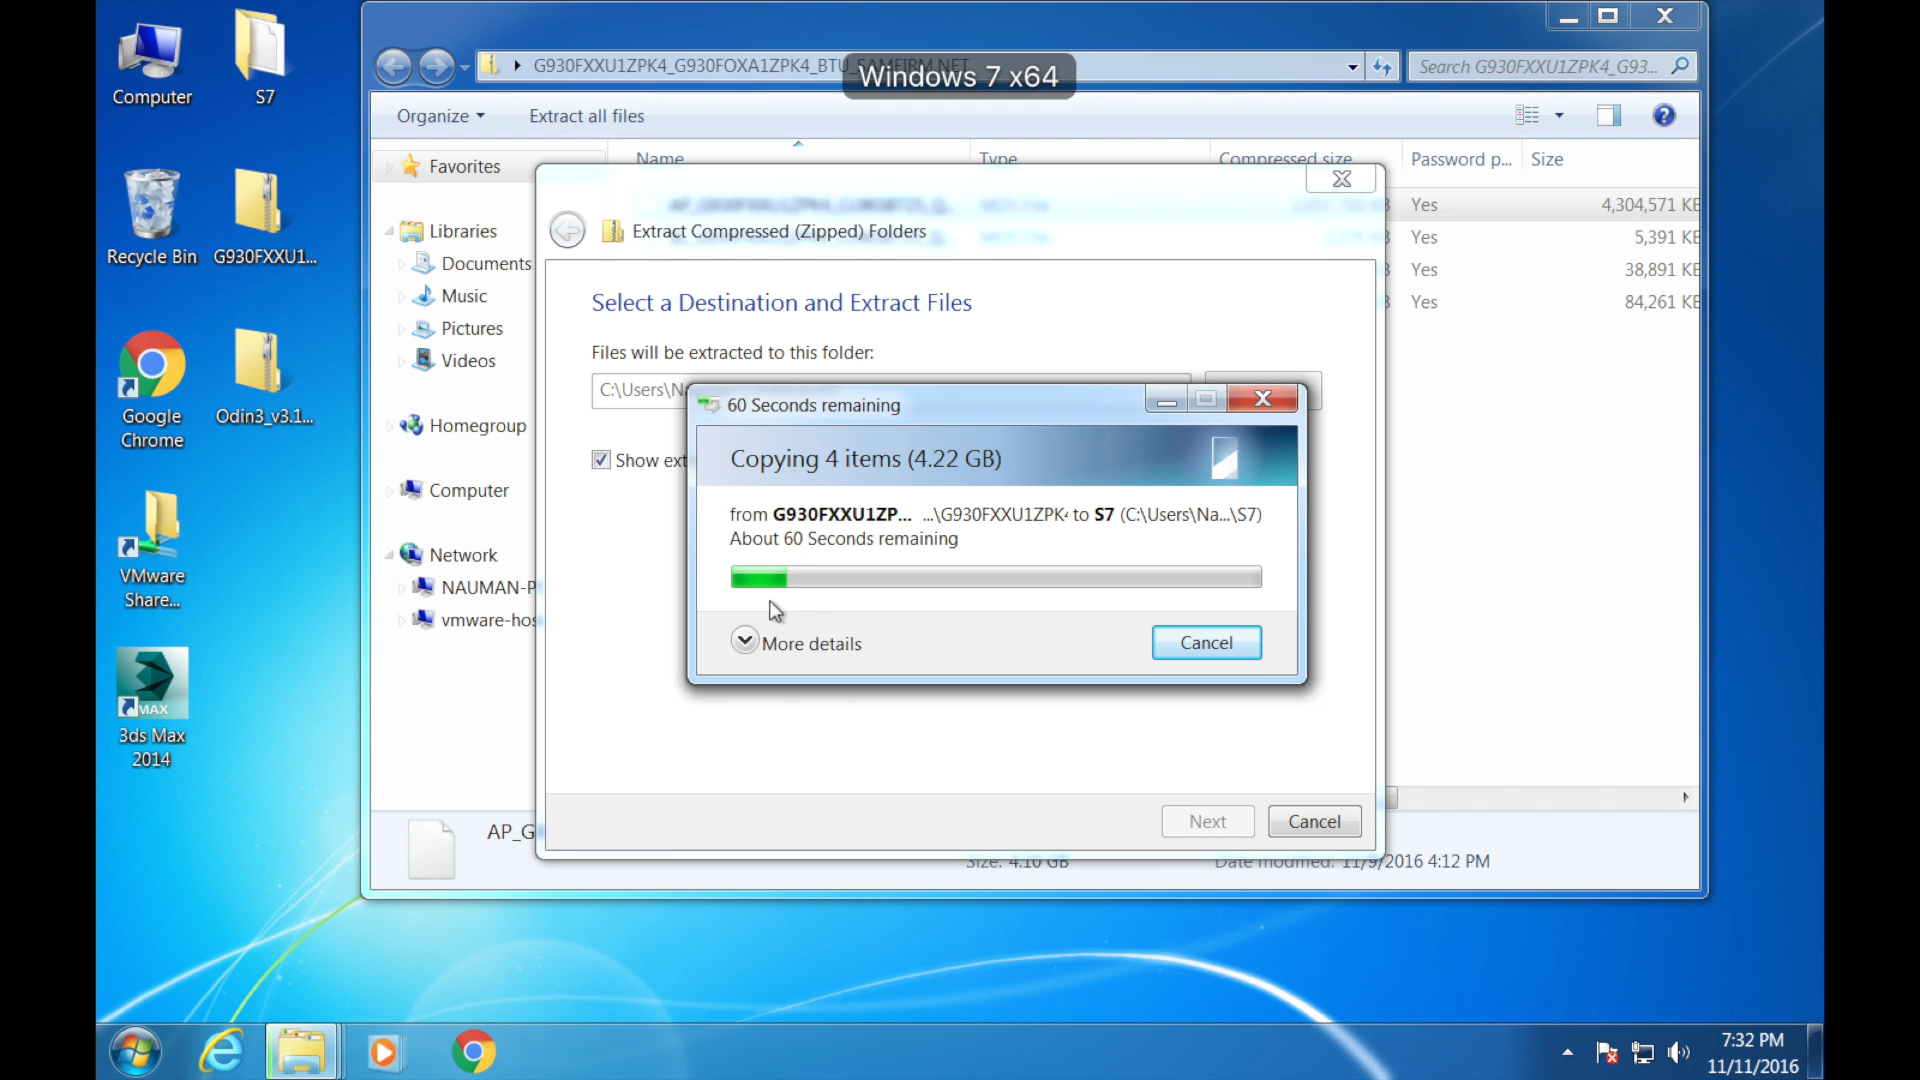 Computer
S7
Recycle Bin
G930FXXU1...
Google
Chrome
Odin3_v3.1...
VMware
Share...
3ds Max
2014
MAX
G930FXXU1ZPK4_G930FOXA1ZPK4_BTU_SAMFIRM.NET
Windows 7 x64
Search G930FXXU1ZPK4_G93...
Organize
Extract all files
Name
Type
Compressed size
Password p...
Size
Yes
4,304,571 KB
Yes
5,391 KB
Yes
38,891 KB
Yes
84,261 KB
Favorites
Libraries
Documents
Music
Pictures
Videos
Homegroup
Computer
Network
NAUMAN-P
vmware-hos
Extract Compressed (Zipped) Folders
Select a Destination and Extract Files
Files will be extracted to this folder:
C:\Users\Na
Show ext
60 Seconds remaining
Copying 4 items (4.22 GB)
from G930FXXU1ZP... ...\G930FXXU1ZPK4 to S7 (C:\Users\Na...\S7)
About 60 Seconds remaining
More details
Cancel
Next
Cancel
AP_G
Size: 4.10 GB
Date modified: 11/9/2016 4:12 PM
7:32 PM
11/11/2016